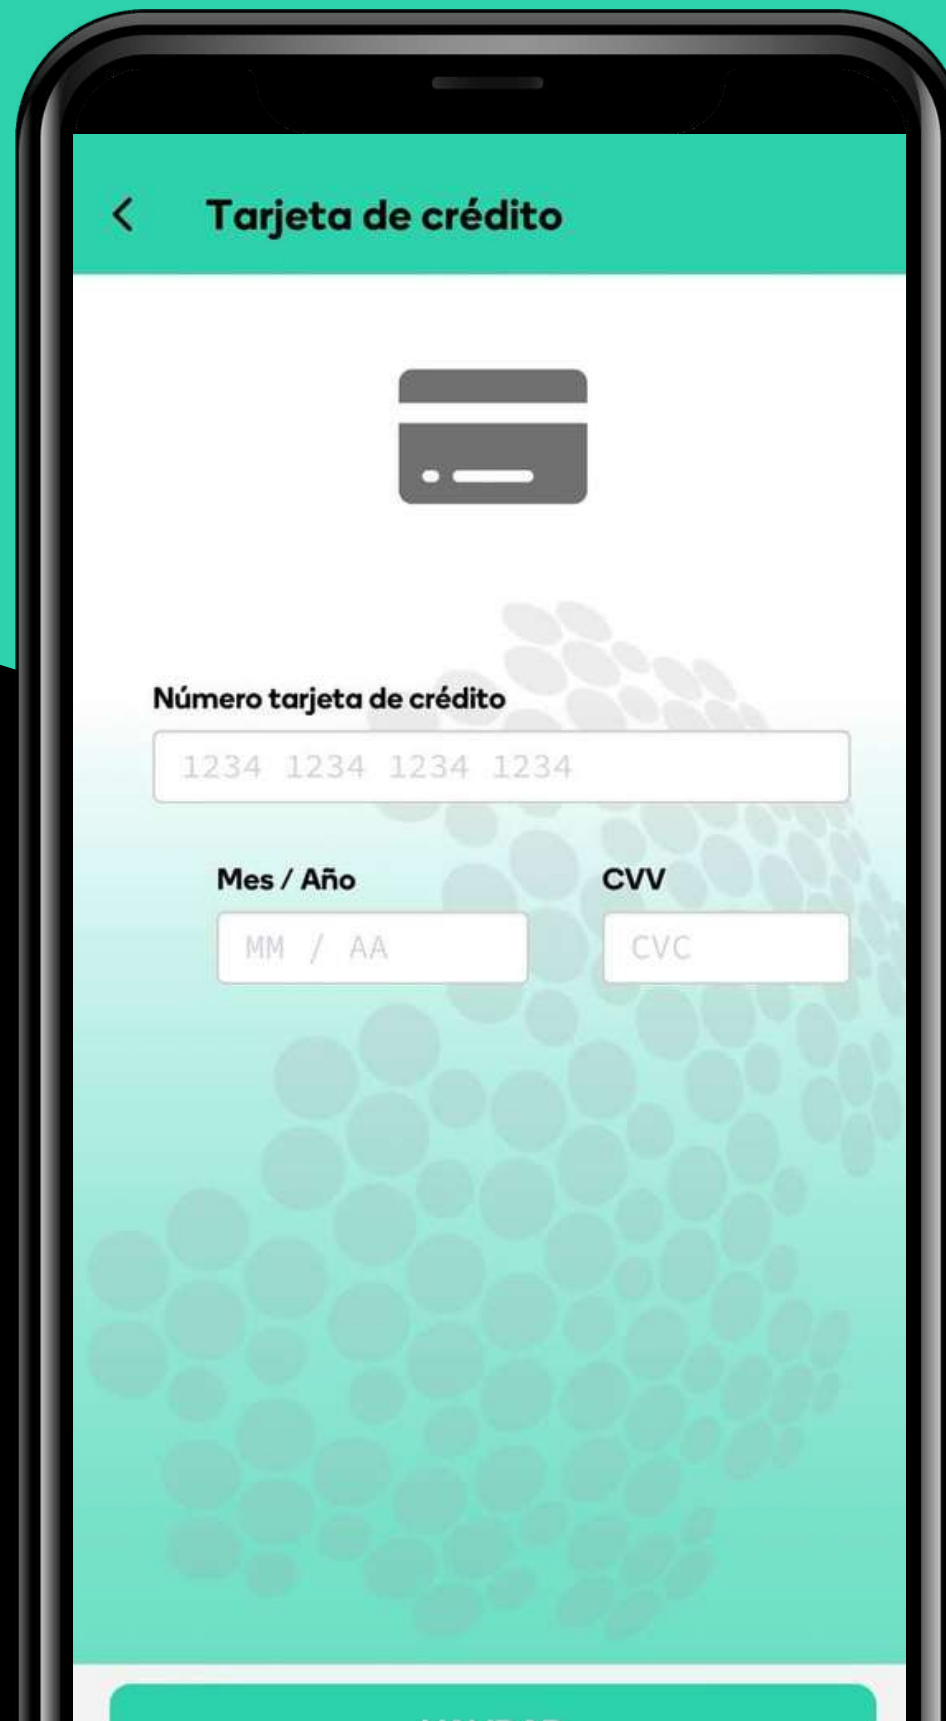 Tarjeta de crédito
Número tarjeta de crédito
1234 1234 1234 1234
Mes / Año
CVV
MM / AA
CVC